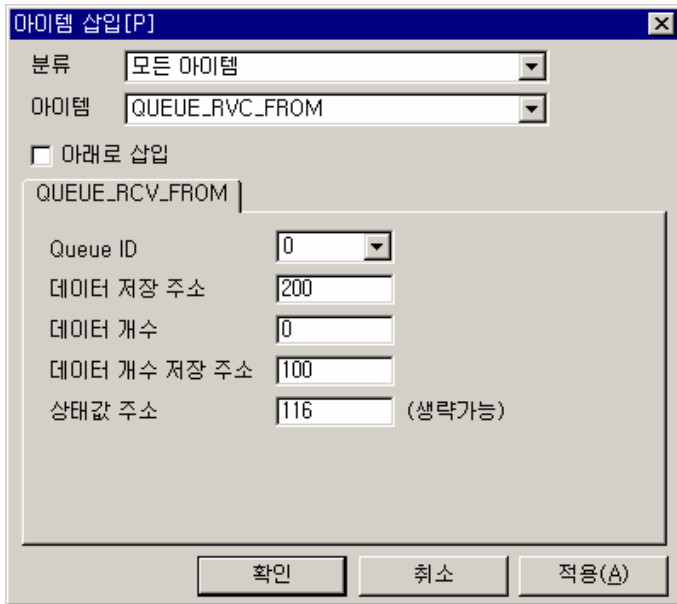 아이템 삽입[P]
분류 모든 아이템
아이템 QUEUE_RVC_FROM
아래로 삽입
QUEUE_RCV_FROM
Queue ID 0
데이터 저장 주소 200
데이터 개수 0
데이터 개수 저장 주소 100
상태값 주소 116 (생략가능)
확인 취소 적용(A)